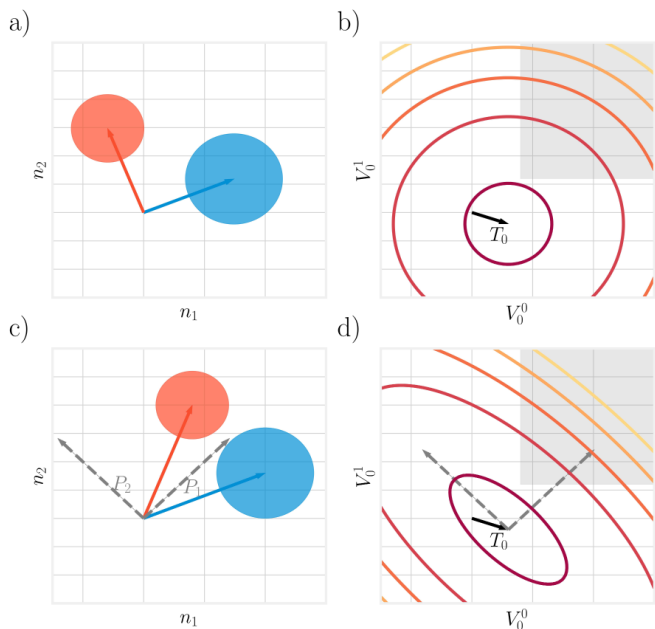 a)
n₂
n₁
b)
V₀¹
T₀
V₀⁰
c)
n₂
P₂
P₁
n₁
d)
V₀¹
T₀
V₀⁰